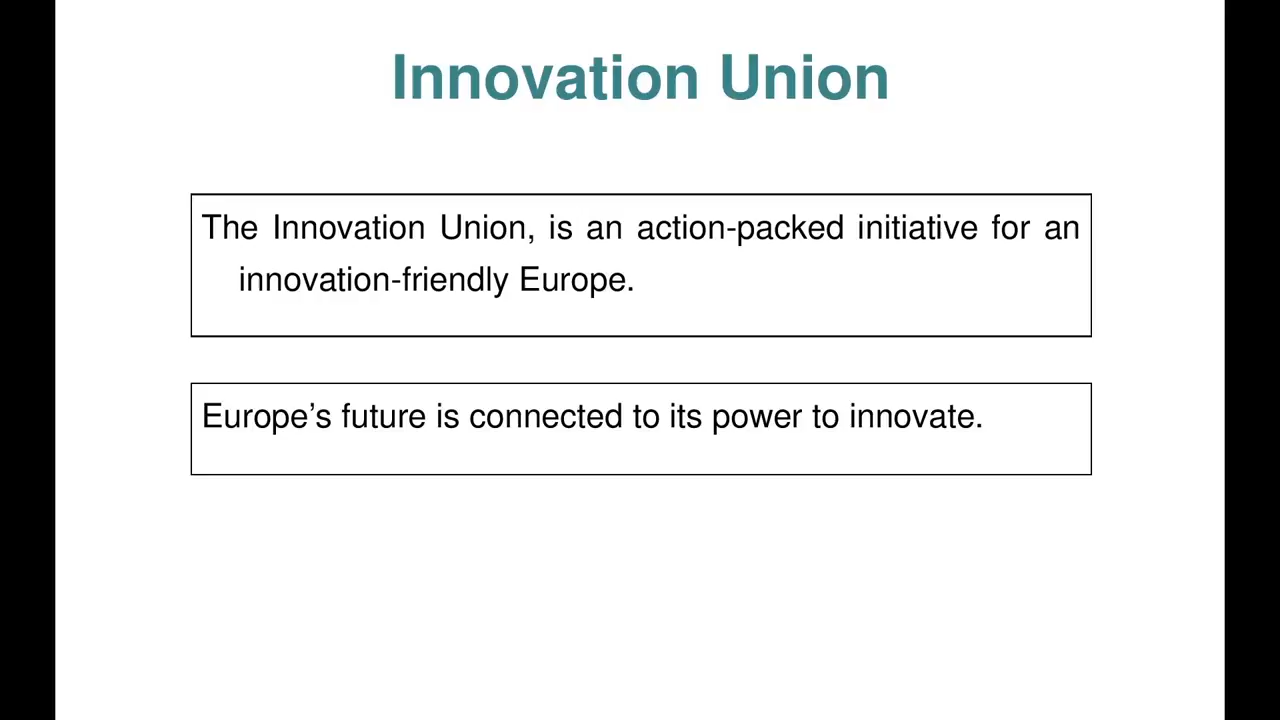 Innovation Union
The Innovation Union, is an action-packed initiative for an
innovation-friendly Europe.
Europe’s future is connected to its power to innovate.